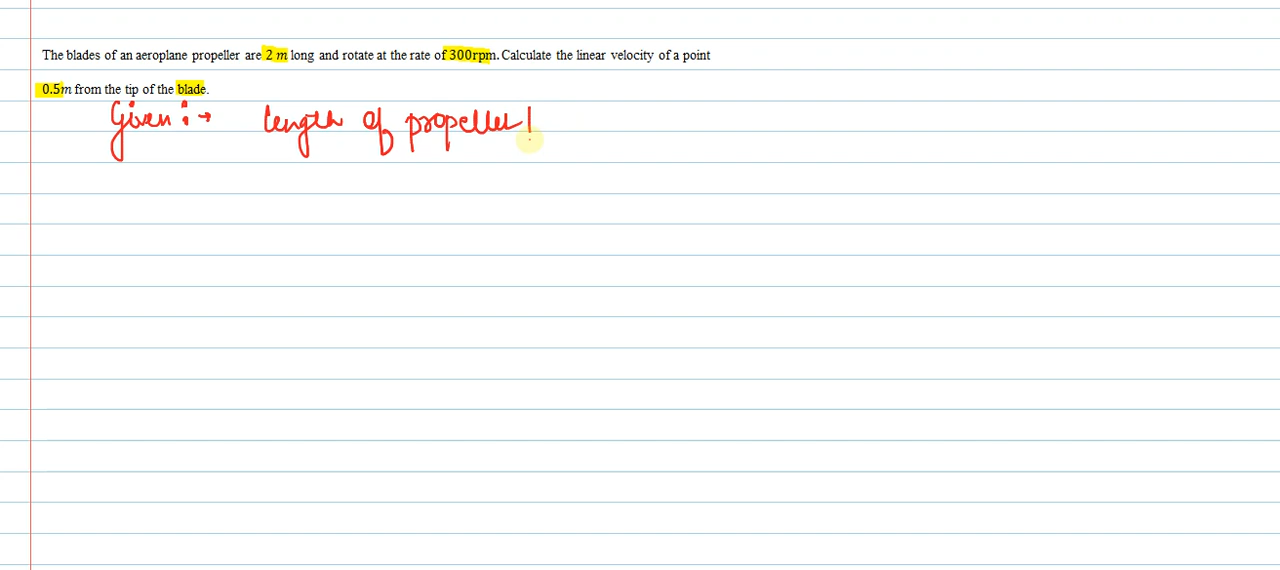 The blades of an aeroplane propeller are 2 m long and rotate at the rate of 300rpm. Calculate the linear velocity of a point
0.5m from the tip of the blade.
Given :→ length of propeller l